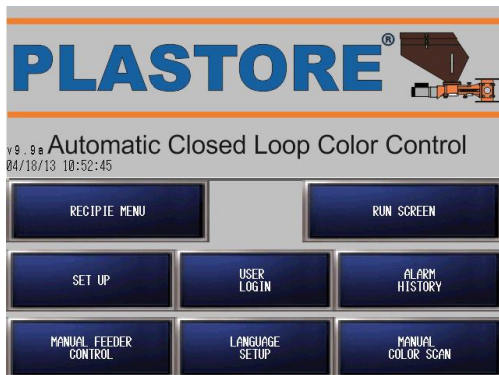 PLASTORE®
v9.9a Automatic Closed Loop Color Control
04/18/13 10:52:45
RECIPIE MENU
RUN SCREEN
SET UP
USER
LOGIN
ALARM
HISTORY
MANUAL FEEDER
CONTROL
LANGUAGE
SETUP
MANUAL
COLOR SCAN